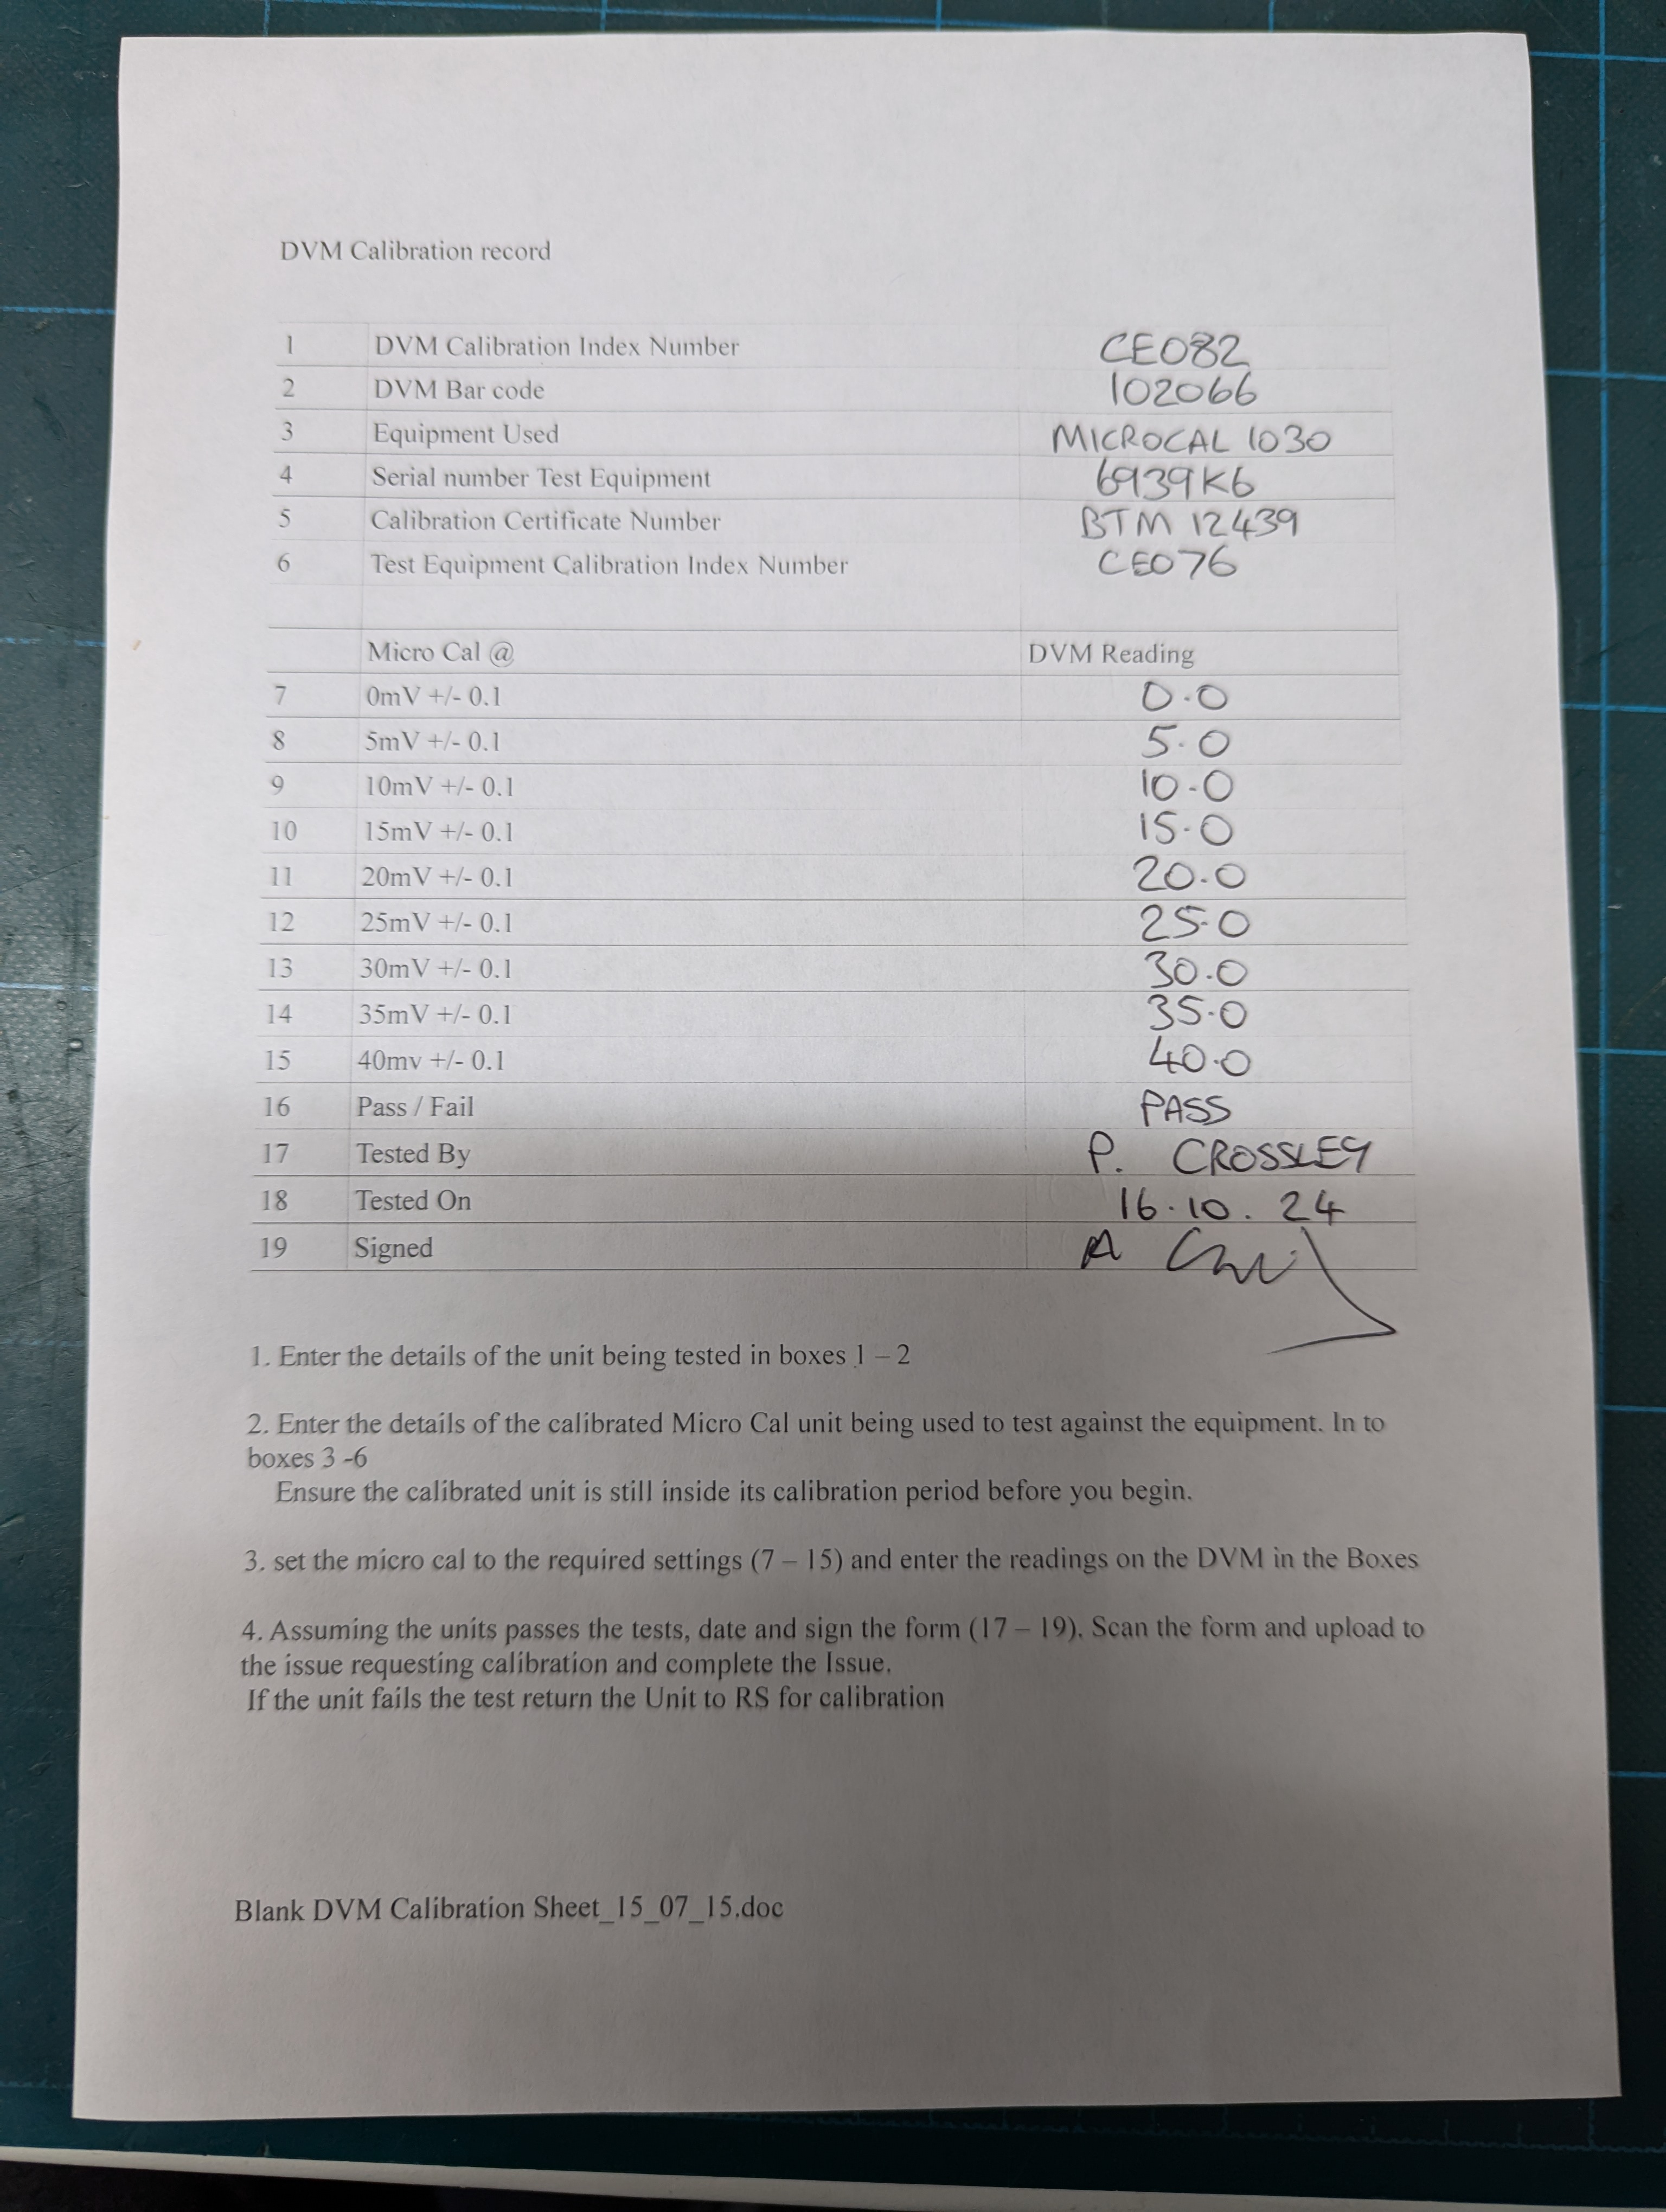 DVM Calibration record
1 DVM Calibration Index Number CE082
2 DVM Bar code 102066
3 Equipment Used MICROCAL 1030
4 Serial number Test Equipment 6939K6
5 Calibration Certificate Number BTM 12439
6 Test Equipment Calibration Index Number CE076
Micro Cal @ DVM Reading
7 0mV +/- 0.1 0.0
8 5mV +/- 0.1 5.0
9 10mV +/- 0.1 10.0
10 15mV +/- 0.1 15.0
11 20mV +/- 0.1 20.0
12 25mV +/- 0.1 25.0
13 30mV +/- 0.1 30.0
14 35mV +/- 0.1 35.0
15 40mv +/- 0.1 40.0
16 Pass / Fail PASS
17 Tested By P. CROSSLEY
18 Tested On 16.10.24
19 Signed
1. Enter the details of the unit being tested in boxes 1 – 2
2. Enter the details of the calibrated Micro Cal unit being used to test against the equipment. In to
boxes 3 -6
Ensure the calibrated unit is still inside its calibration period before you begin.
3. set the micro cal to the required settings (7 – 15) and enter the readings on the DVM in the Boxes
4. Assuming the units passes the tests, date and sign the form (17 – 19). Scan the form and upload to
the issue requesting calibration and complete the Issue.
If the unit fails the test return the Unit to RS for calibration
Blank DVM Calibration Sheet_15_07_15.doc